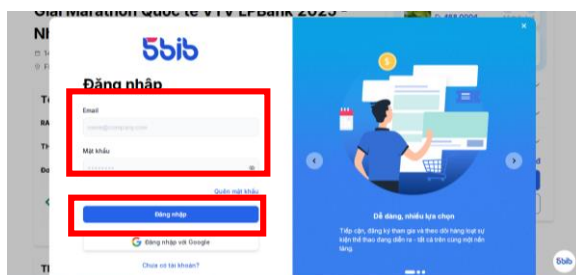 Giải Marathon Quốc tế VTV LPBank 2025 -
5bib
Đăng nhập
Email
name@company.com
Mật khẩu
Quên mật khẩu
Đăng nhập
Đăng nhập với Google
Chưa có tài khoản?
Dễ dàng, nhiều lựa chọn
Tiếp cận, đăng ký tham gia và theo dõi hàng loạt sự
kiện thể thao đang diễn ra - tất cả trên cùng một nền
tảng.
5bib